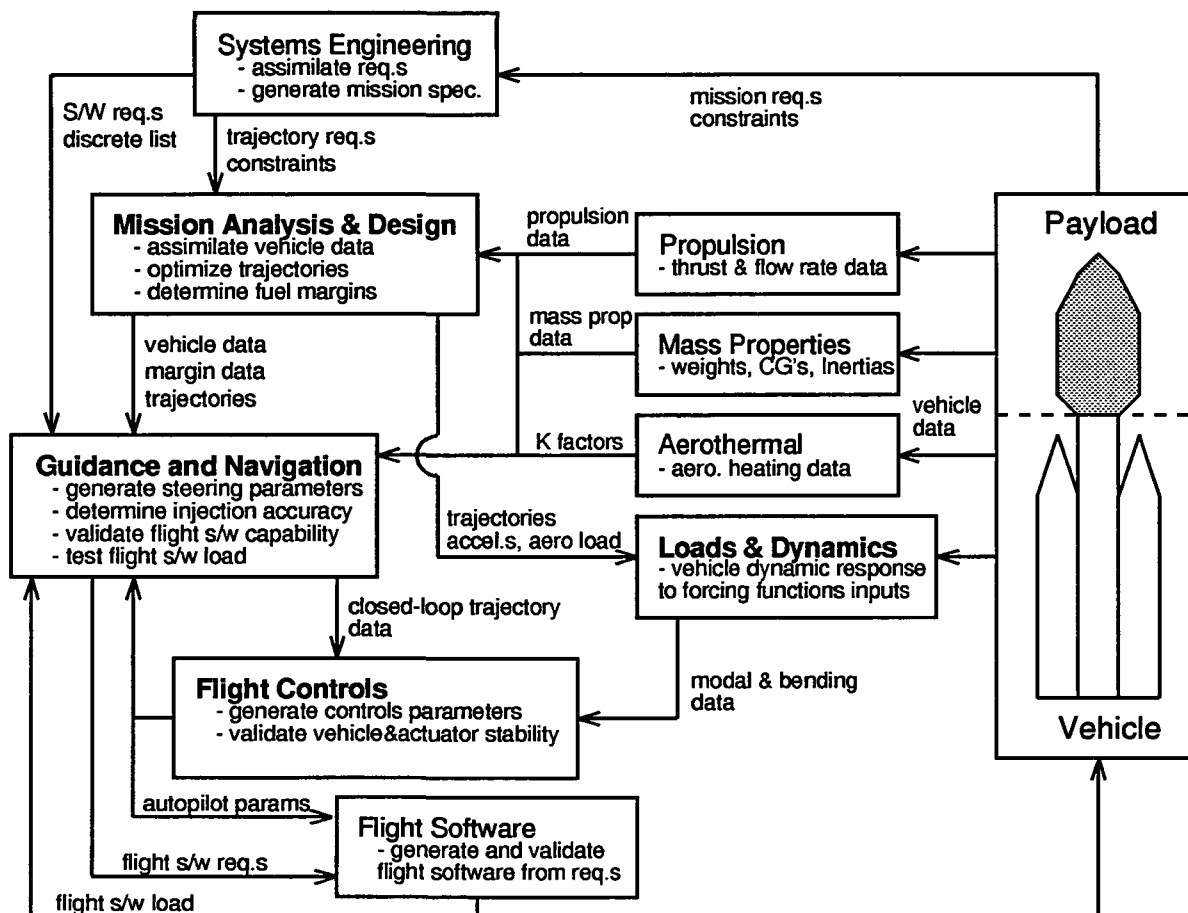 Systems Engineering
- assimilate req.s
- generate mission spec.
mission req.s
constraints
S/W req.s
discrete list
trajectory req.s
constraints
Mission Analysis & Design
- assimilate vehicle data
- optimize trajectories
- determine fuel margins
propulsion
data
Propulsion
- thrust & flow rate data
Payload
mass prop
data
Mass Properties
- weights, CG's, Inertias
vehicle data
margin data
trajectories
vehicle
data
K factors
Aerothermal
- aero. heating data
Guidance and Navigation
- generate steering parameters
- determine injection accuracy
- validate flight s/w capability
- test flight s/w load
trajectories
accel.s, aero load
Loads & Dynamics
- vehicle dynamic response
to forcing functions inputs
closed-loop trajectory
data
Flight Controls
- generate controls parameters
- validate vehicle&actuator stability
modal & bending
data
Vehicle
autopilot params
Flight Software
- generate and validate
flight software from req.s
flight s/w req.s
flight s/w load